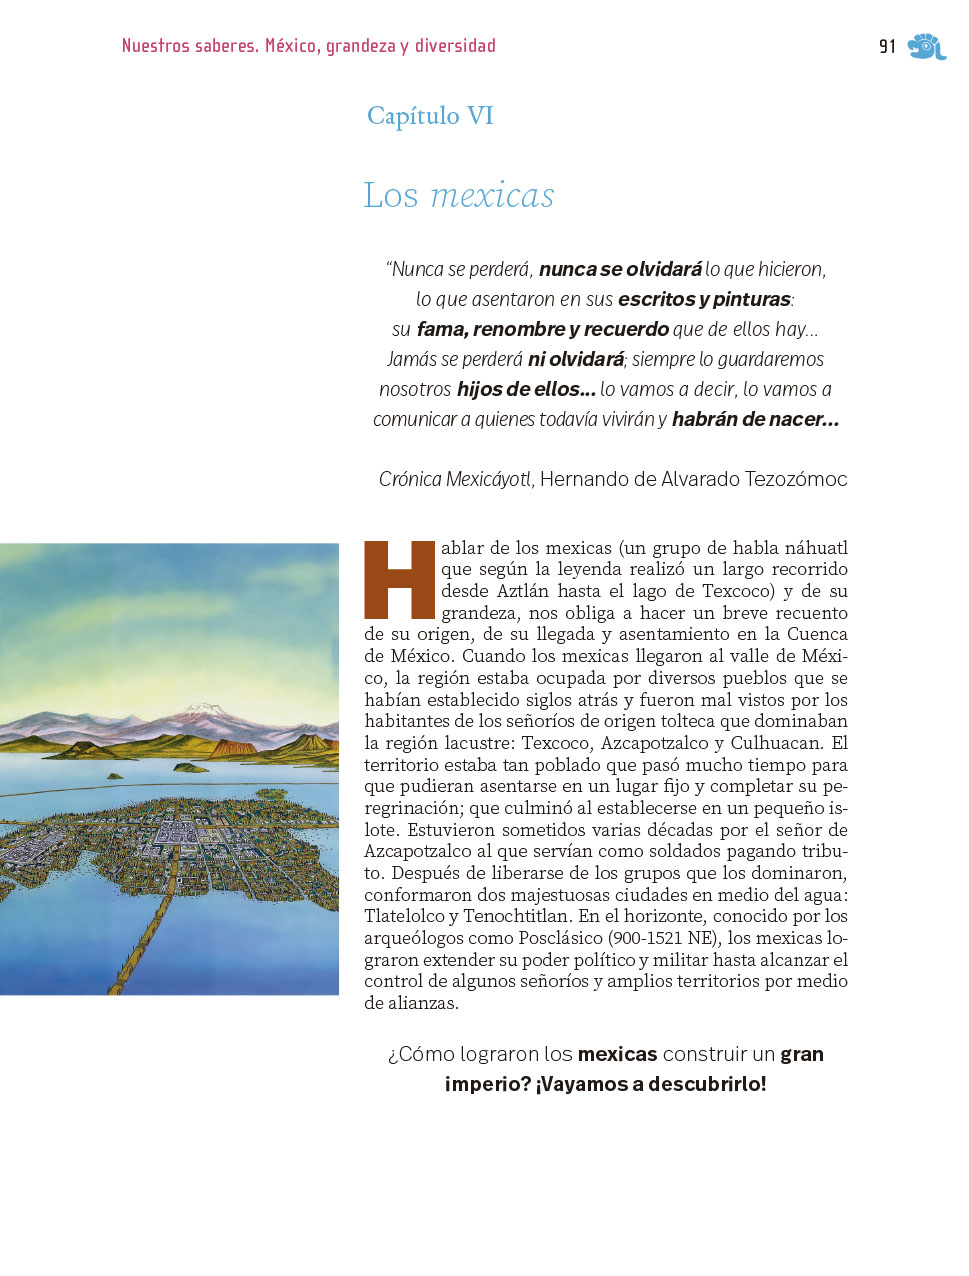 Nuestros saberes. México, grandeza y diversidad
91
Capítulo VI
Los mexicas
“Nunca se perderá, nunca se olvidará lo que hicieron,
lo que asentaron en sus escritos y pinturas:
su fama, renombre y recuerdo que de ellos hay...
Jamás se perderá ni olvidará; siempre lo guardaremos
nosotros hijos de ellos... lo vamos a decir, lo vamos a
comunicar a quienes todavía vivirán y habrán de nacer...
Crónica Mexicáyotl, Hernando de Alvarado Tezozómoc
Hablar de los mexicas (un grupo de habla náhuatl
que según la leyenda realizó un largo recorrido
desde Aztlán hasta el lago de Texcoco) y de su
grandeza, nos obliga a hacer un breve recuento
de su origen, de su llegada y asentamiento en la Cuenca
de México. Cuando los mexicas llegaron al valle de Méxi-
co, la región estaba ocupada por diversos pueblos que se
habían establecido siglos atrás y fueron mal vistos por los
habitantes de los señoríos de origen tolteca que dominaban
la región lacustre: Texcoco, Azcapotzalco y Culhuacan. El
territorio estaba tan poblado que pasó mucho tiempo para
que pudieran asentarse en un lugar fijo y completar su pe-
regrinación; que culminó al establecerse en un pequeño is-
lote. Estuvieron sometidos varias décadas por el señor de
Azcapotzalco al que servían como soldados pagando tribu-
to. Después de liberarse de los grupos que los dominaron,
conformaron dos majestuosas ciudades en medio del agua:
Tlatelolco y Tenochtitlan. En el horizonte, conocido por los
arqueólogos como Posclásico (900-1521 NE), los mexicas lo-
graron extender su poder político y militar hasta alcanzar el
control de algunos señoríos y amplios territorios por medio
de alianzas.
¿Cómo lograron los mexicas construir un gran
imperio? ¡Vayamos a descubrirlo!